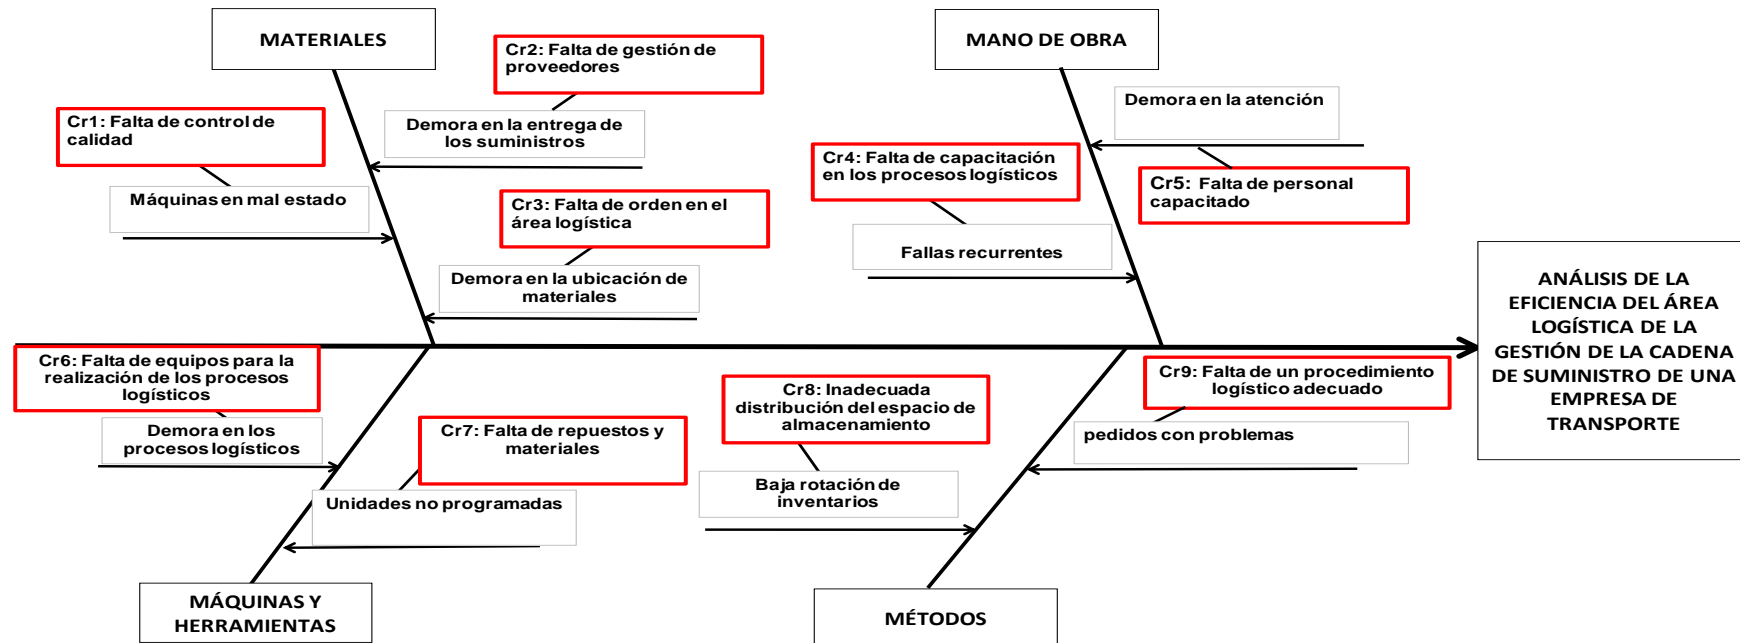 MATERIALES
Cr2: Falta de gestión de
proveedores
Cr1: Falta de control de
calidad
Demora en la entrega de
los suministros
Máquinas en mal estado
Cr3: Falta de orden en el
área logística
Demora en la ubicación de
materiales
MANO DE OBRA
Demora en la atención
Cr4: Falta de capacitación
en los procesos logísticos
Cr5: Falta de personal
capacitado
Fallas recurrentes
ANÁLISIS DE LA
EFICIENCIA DEL ÁREA
LOGÍSTICA DE LA
GESTIÓN DE LA CADENA
DE SUMINISTRO DE UNA
EMPRESA DE
TRANSPORTE
Cr6: Falta de equipos para la
realización de los procesos
logísticos
Demora en los
procesos logísticos
Cr7: Falta de repuestos y
materiales
Unidades no programadas
MÁQUINAS Y
HERRAMIENTAS
Cr8: Inadecuada
distribución del espacio de
almacenamiento
Baja rotación de
inventarios
Cr9: Falta de un procedimiento
logístico adecuado
pedidos con problemas
MÉTODOS